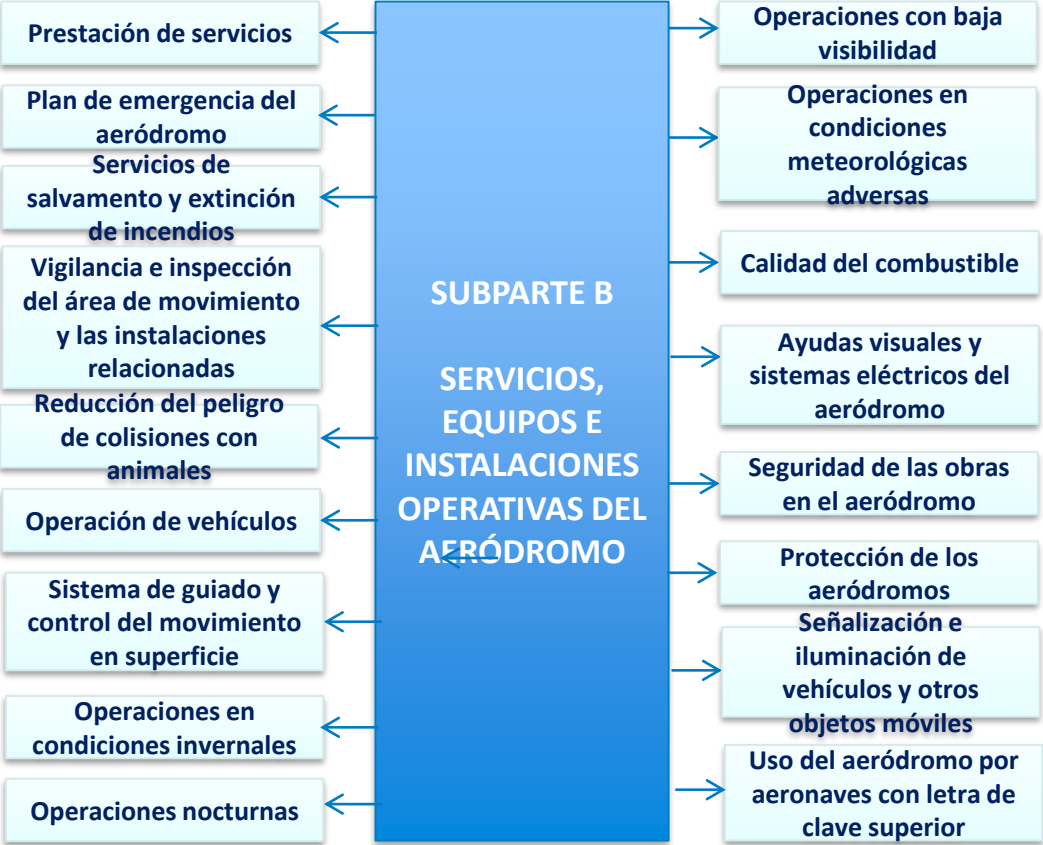 Prestación de servicios
Plan de emergencia del
aeródromo
Servicios de
salvamento y extinción
de incendios
Vigilancia e inspección
del área de movimiento
y las instalaciones
relacionadas
Reducción del peligro
de colisiones con
animales
Operación de vehículos
Sistema de guiado y
control del movimiento
en superficie
Operaciones en
condiciones invernales
Operaciones nocturnas
SUBPARTE B
SERVICIOS,
EQUIPOS E
INSTALACIONES
OPERATIVAS DEL
AERÓDROMO
Operaciones con baja
visibilidad
Operaciones en
condiciones
meteorológicas
adversas
Calidad del combustible
Ayudas visuales y
sistemas eléctricos del
aeródromo
Seguridad de las obras
en el aeródromo
Protección de los
aeródromos
Señalización e
iluminación de
vehículos y otros
objetos móviles
Uso del aeródromo por
aeronaves con letra de
clave superior